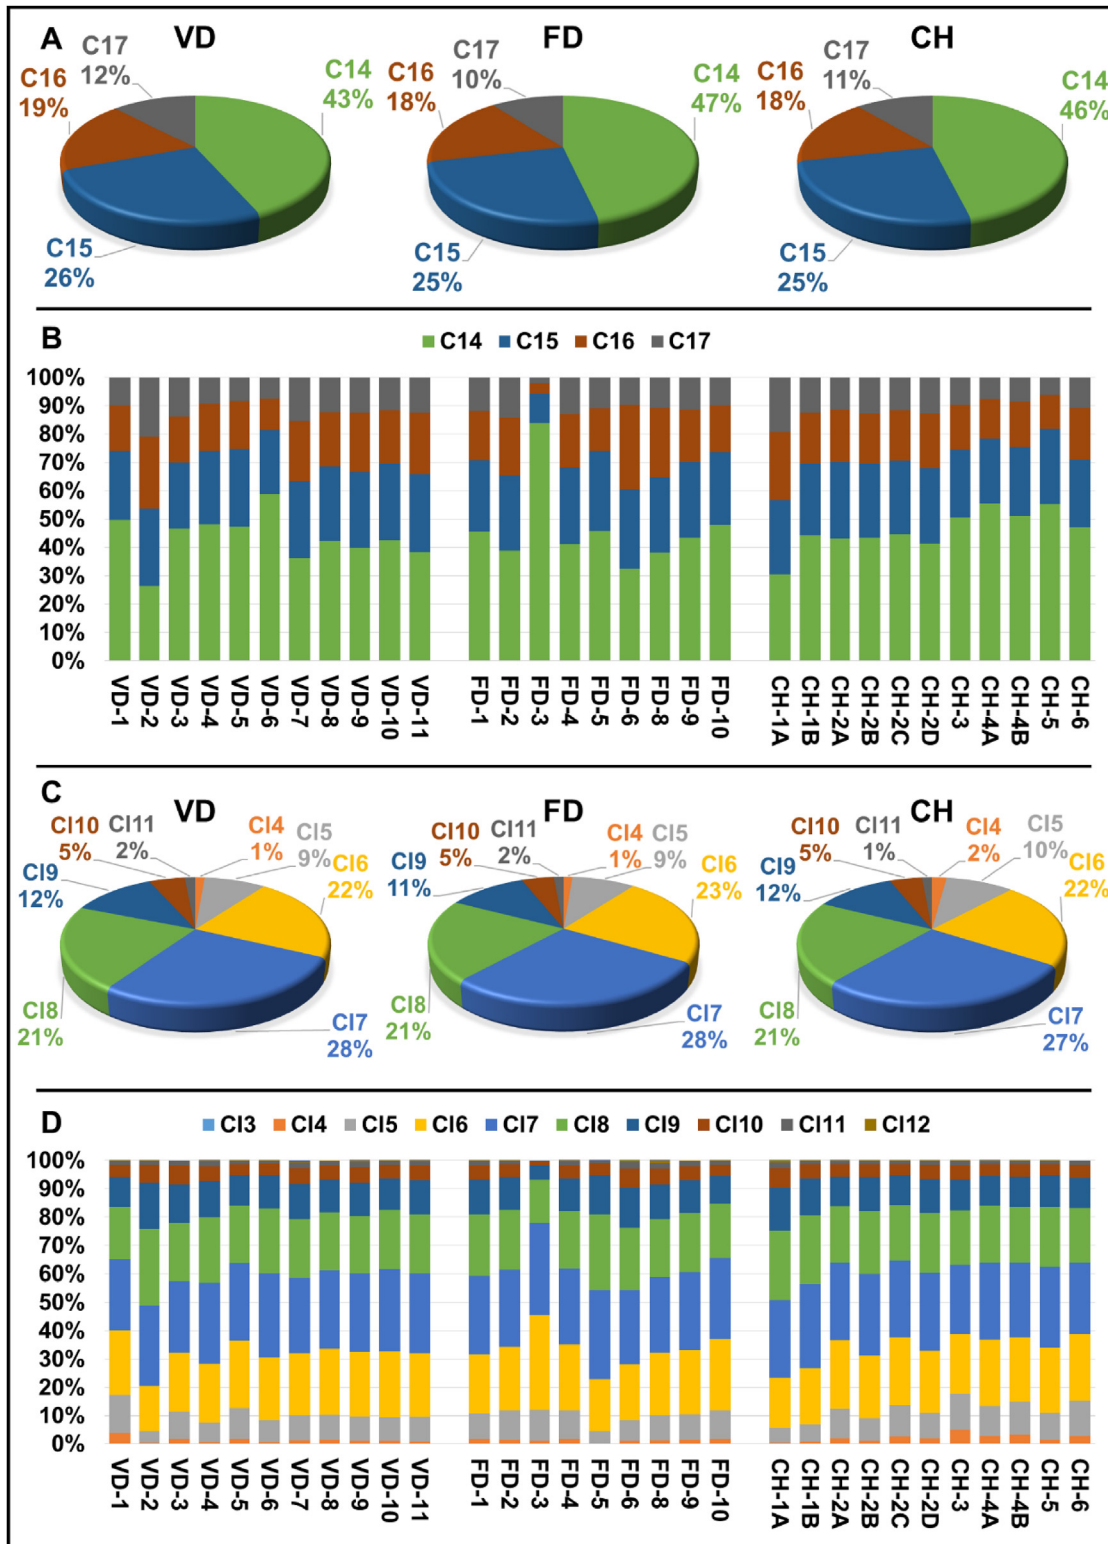 A VD FD CH
C17 12%
C16 19%
C14 43%
C15 26%
C17 10%
C16 18%
C14 47%
C15 25%
C17 11%
C16 18%
C14 46%
C15 25%
B
C14 C15 C16 C17
100%
90%
80%
70%
60%
50%
40%
30%
20%
10%
0%
VD-1 VD-2 VD-3 VD-4 VD-5 VD-6 VD-7 VD-8 VD-9 VD-10 VD-11 FD-1 FD-2 FD-3 FD-4 FD-5 FD-6 FD-8 FD-9 FD-10 CH-1A CH-1B CH-2A CH-2B CH-2C CH-2D CH-3 CH-4A CH-4B CH-5 CH-6
C VD FD CH
Cl10 5%
Cl11 2%
Cl4 1%
Cl5 9%
Cl6 22%
Cl9 12%
Cl8 21%
Cl7 28%
Cl10 5%
Cl11 2%
Cl4 1%
Cl5 9%
Cl6 23%
Cl9 11%
Cl8 21%
Cl7 28%
Cl10 5%
Cl11 1%
Cl4 2%
Cl5 10%
Cl6 22%
Cl9 12%
Cl8 21%
Cl7 27%
D
Cl3 Cl4 Cl5 Cl6 Cl7 Cl8 Cl9 Cl10 Cl11 Cl12
100%
90%
80%
70%
60%
50%
40%
30%
20%
10%
0%
VD-1 VD-2 VD-3 VD-4 VD-5 VD-6 VD-7 VD-8 VD-9 VD-10 VD-11 FD-1 FD-2 FD-3 FD-4 FD-5 FD-6 FD-8 FD-9 FD-10 CH-1A CH-1B CH-2A CH-2B CH-2C CH-2D CH-3 CH-4A CH-4B CH-5 CH-6